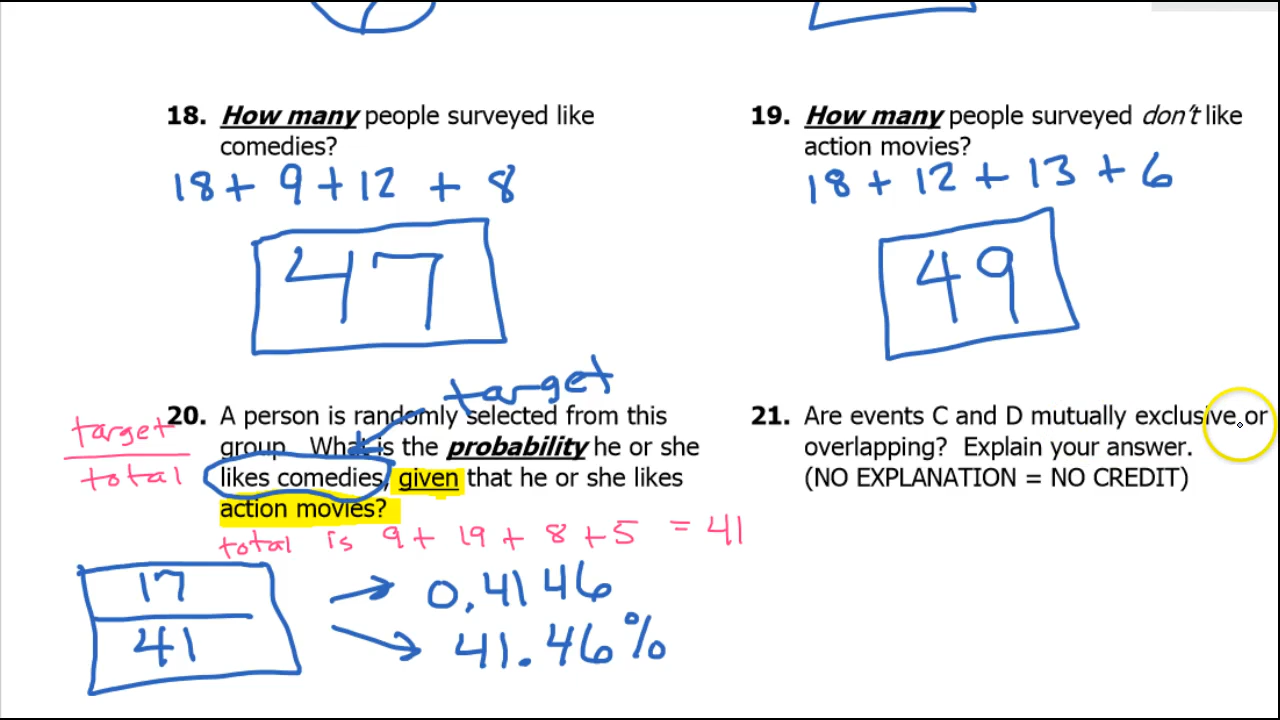 18. How many people surveyed like
comedies?
18 + 9 + 12 + 8
47
19. How many people surveyed don't like
action movies?
18 + 12 + 13 + 6
49
target
target
total
20. A person is randomly selected from this
group. What is the probability he or she
likes comedies, given that he or she likes
action movies?
total is 9 + 19 + 8 + 5 = 41
17
41
→ 0.4146
→ 41.46%
21. Are events C and D mutually exclusive or
overlapping? Explain your answer.
(NO EXPLANATION = NO CREDIT)